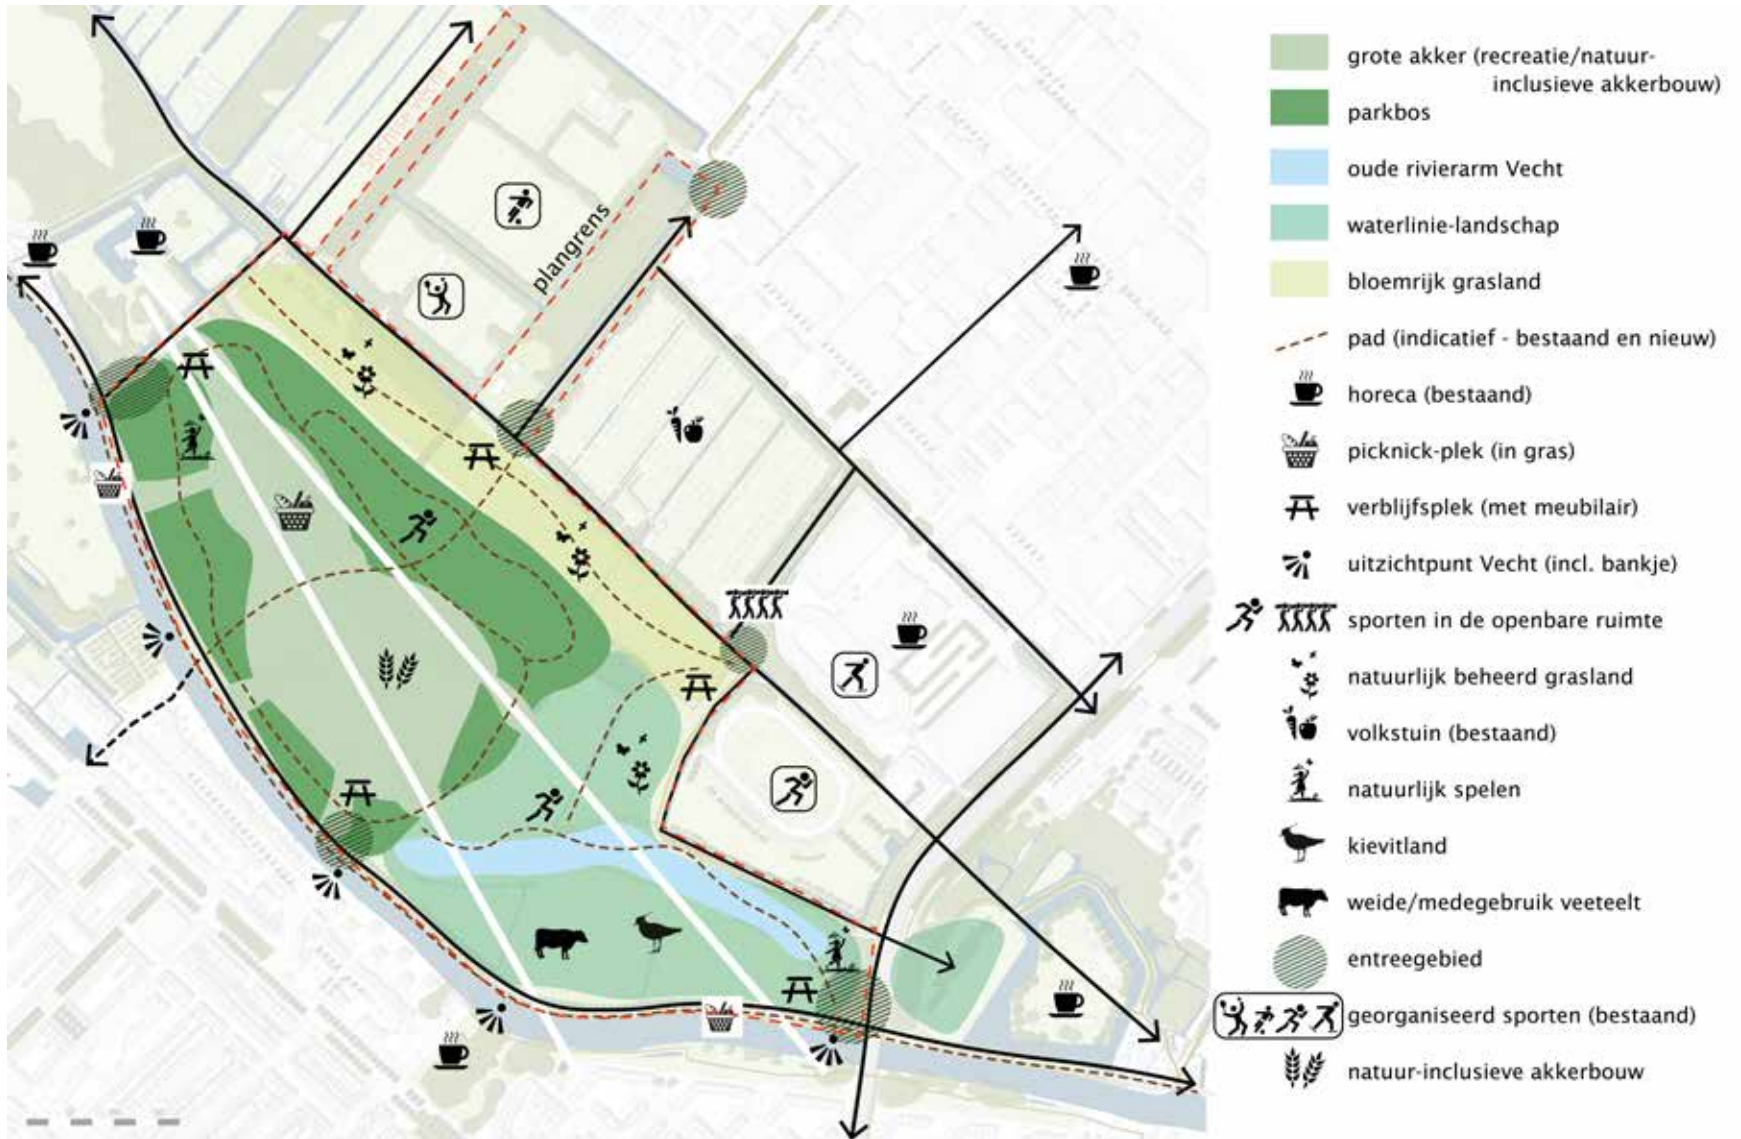 plangrens
grote akker (recreatie/natuur-
inclusieve akkerbouw)
parkbos
oude rivierarm Vecht
waterlinie-landschap
bloemrijk grasland
pad (indicatief - bestaand en nieuw)
horeca (bestaand)
picknick-plek (in gras)
verblijfsplek (met meubilair)
uitzichtpunt Vecht (incl. bankje)
sporten in de openbare ruimte
natuurlijk beheerd grasland
volkstuin (bestaand)
natuurlijk spelen
kievitland
weide/medegebruik veeteelt
entreegebied
georganiseerd sporten (bestaand)
natuur-inclusieve akkerbouw